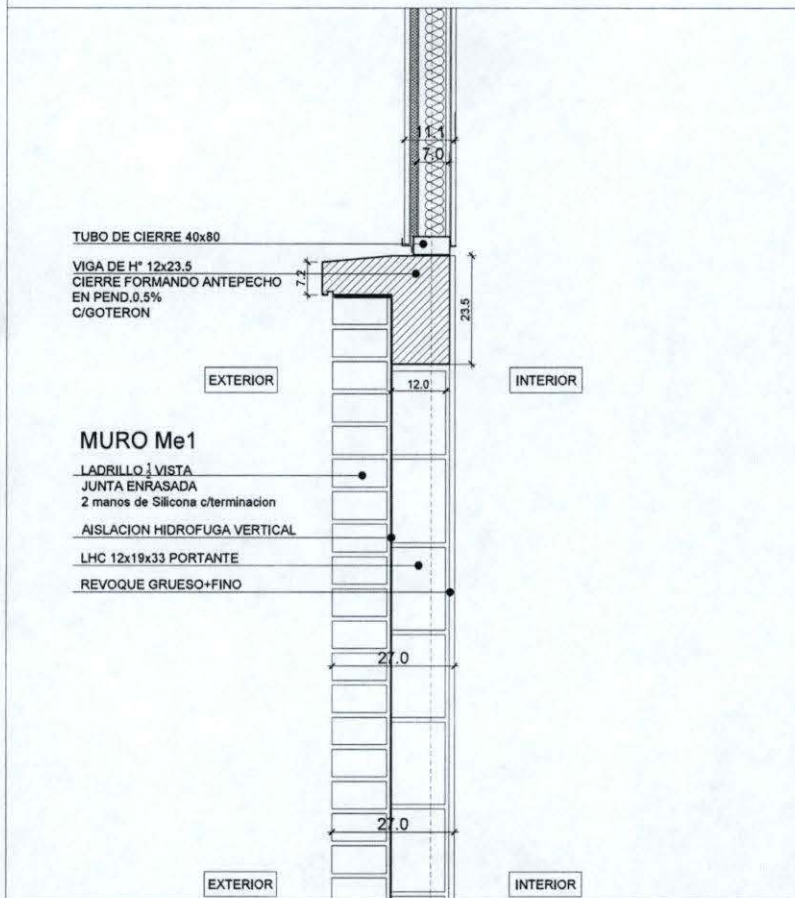 11.1
7.0
TUBO DE CIERRE 40x80
VIGA DE H° 12x23.5
CIERRE FORMANDO ANTEPECHO
EN PEND.0.5%
C/GOTERON
7.2
23.5
EXTERIOR
12.0
INTERIOR
MURO Me1
LADRILLO ½ VISTA
JUNTA ENRASADA
2 manos de Silicona c/terminacion
AISLACION HIDROFUGA VERTICAL
LHC 12x19x33 PORTANTE
REVOQUE GRUESO+FINO
27.0
27.0
EXTERIOR
INTERIOR